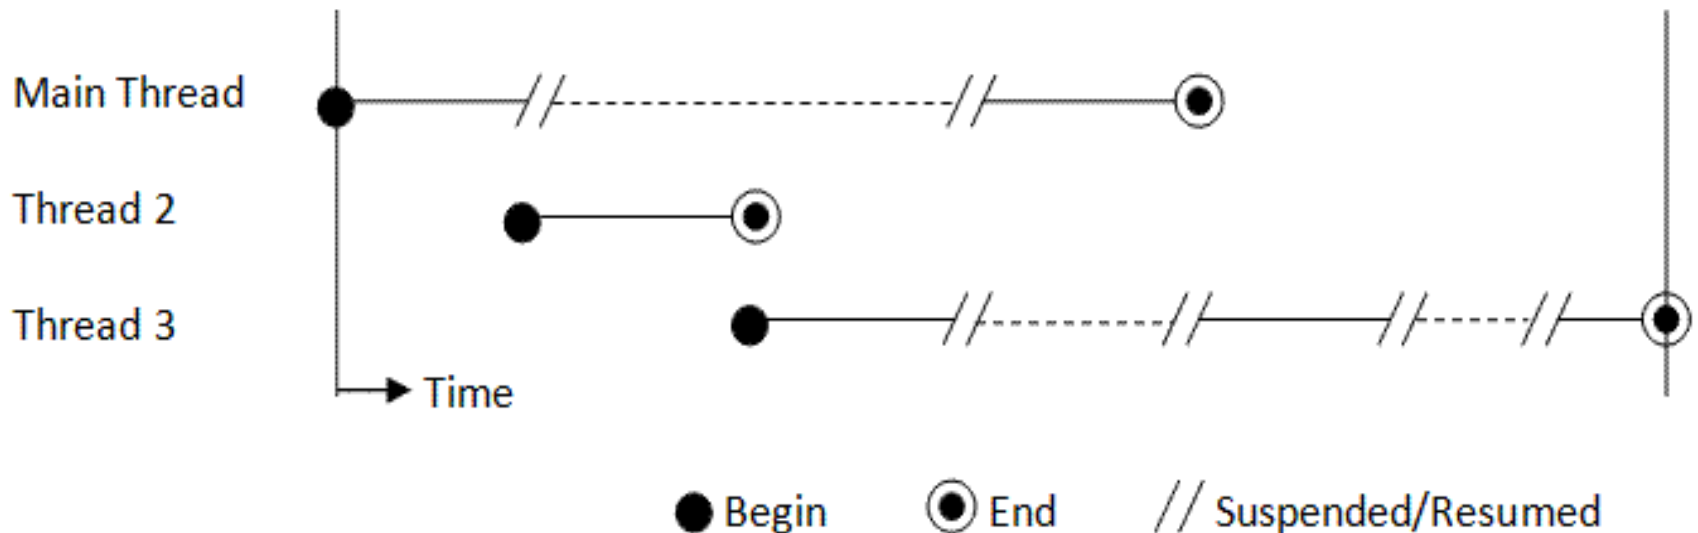 Main Thread
Thread 2
Thread 3
Time
Begin End Suspended/Resumed